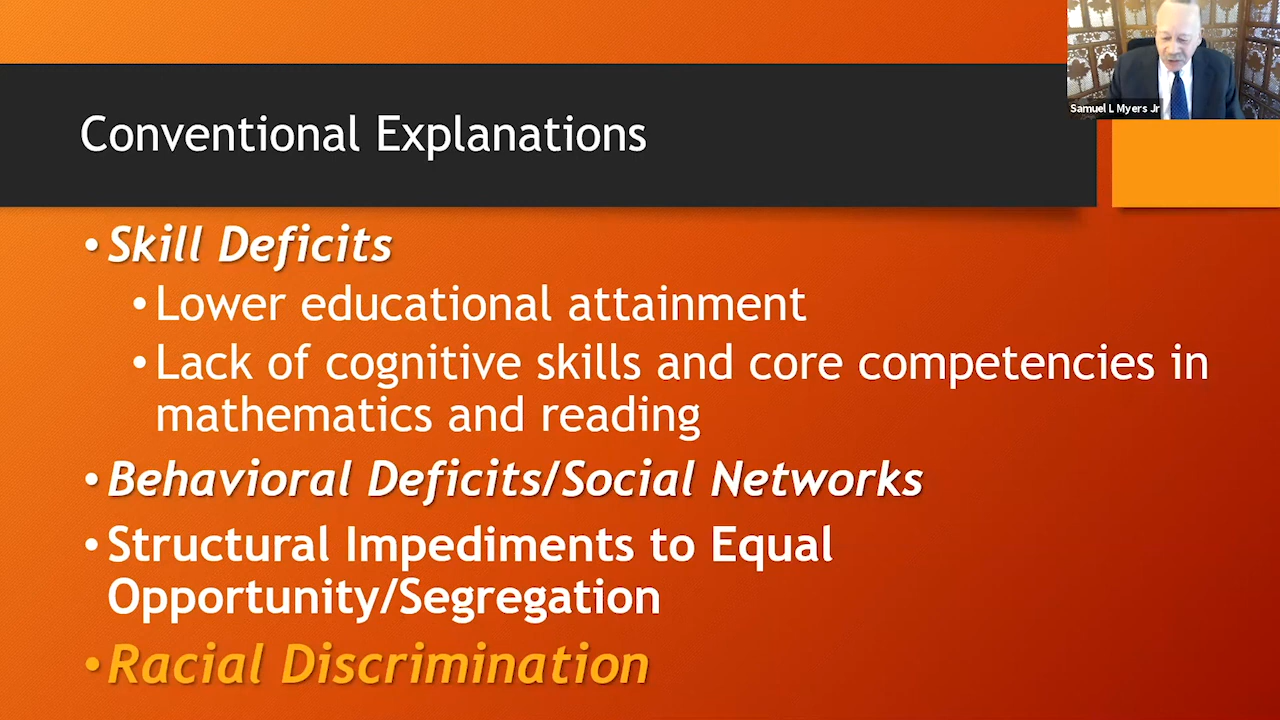 Samuel L Myers Jr
Conventional Explanations
• Skill Deficits
• Lower educational attainment
• Lack of cognitive skills and core competencies in
mathematics and reading
• Behavioral Deficits/Social Networks
• Structural Impediments to Equal
Opportunity/Segregation
• Racial Discrimination